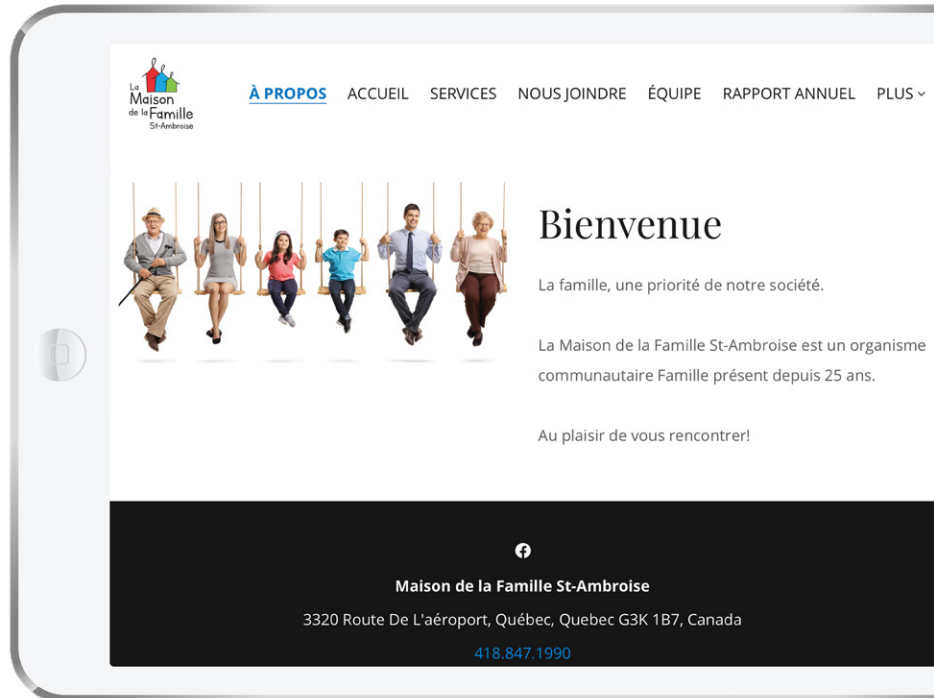 La
Maison
de la Famille
St-Ambroise
À PROPOS ACCUEIL SERVICES NOUS JOINDRE ÉQUIPE RAPPORT ANNUEL PLUS
Bienvenue
La famille, une priorité de notre société.
La Maison de la Famille St-Ambroise est un organisme
communautaire Famille présent depuis 25 ans.
Au plaisir de vous rencontrer!
Maison de la Famille St-Ambroise
3320 Route De L'aéroport, Québec, Quebec G3K 1B7, Canada
418.847.1990